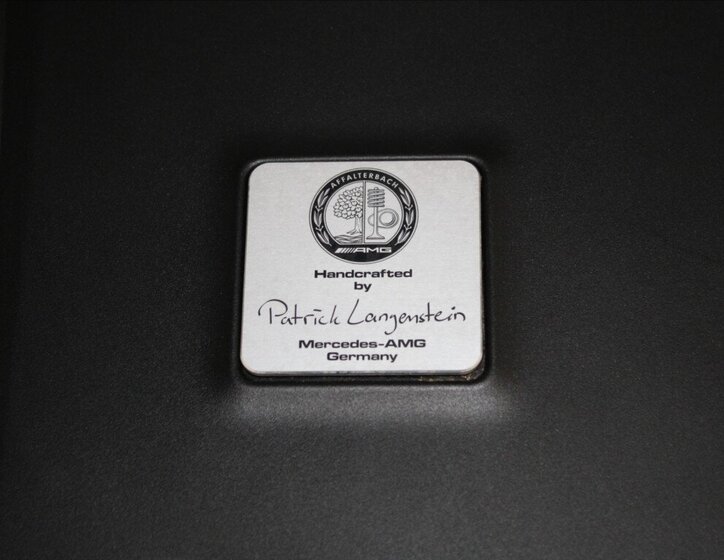 AFFALTERBACH
AMG
Handcrafted
by
Patrick Langenstein
Mercedes-AMG
Germany